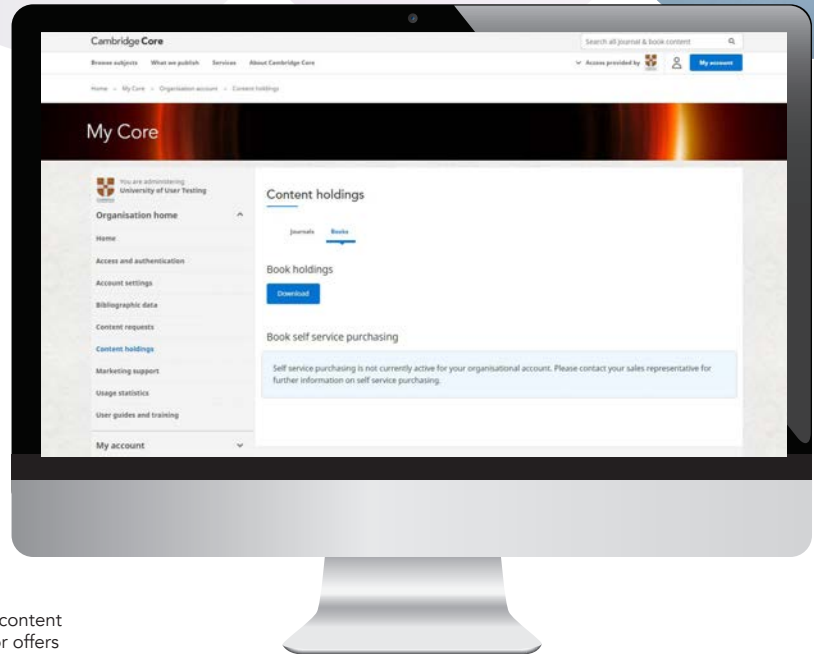 Cambridge Core
Search all journal & book content
Browse subjects What we publish Services About Cambridge Core
Access provided by
My account
Home > My Core > Organisation account > Content holdings
My Core
You are administering
University of User Testing
Organisation home
Home
Access and authentication
Account settings
Bibliographic data
Content requests
Content holdings
Marketing support
Usage statistics
User guides and training
My account
Content holdings
Journals Books
Book holdings
Download
Book self service purchasing
Self service purchasing is not currently active for your organisational account. Please contact your sales representative for
further information on self service purchasing.
content
or offers